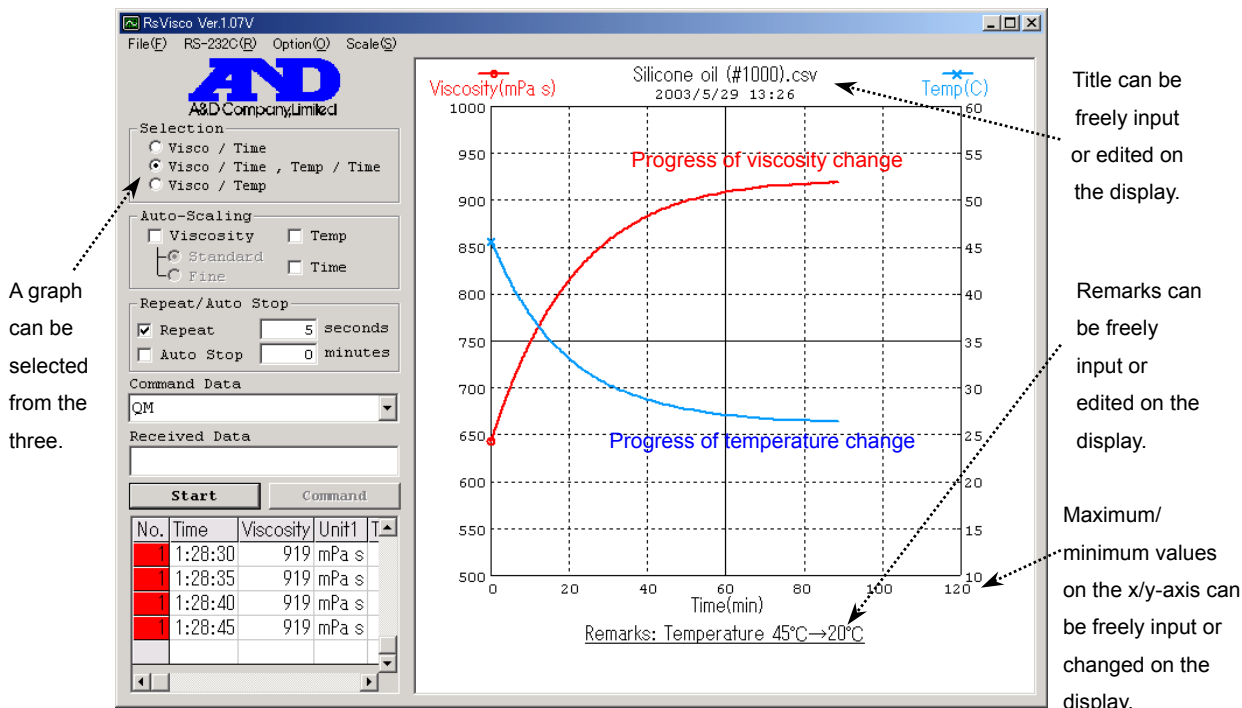 RsVisco Ver.1.07V
File(F) RS-232C(R) Option(O) Scale(S)
AND
A&D Company,Limited
Selection
Visco / Time
Visco / Time , Temp / Time
Visco / Temp
Auto-Scaling
Viscosity Temp
Standard
Time
Fine
Repeat/Auto Stop
Repeat 5 seconds
Auto Stop 0 minutes
Command Data
QM
Received Data
Start Command
No. Time Viscosity Unit1 T
1 1:28:30 919 mPa s
1 1:28:35 919 mPa s
1 1:28:40 919 mPa s
1 1:28:45 919 mPa s
Silicone oil (#1000).csv
2003/5/29 13:26
Viscosity(mPa s) Temp(C)
1000 60
950 55
900 50
850 45
800 40
750 35
700 30
650 25
600 20
550 15
500 10
0 20 40 60 80 100 120
Time(min)
Progress of viscosity change
Progress of temperature change
Remarks: Temperature 45℃→20℃
A graph
can be
selected
from the
three.
Title can be
freely input
or edited on
the display.
Remarks can
be freely
input or
edited on the
display.
Maximum/
minimum values
on the x/y-axis can
be freely input or
changed on the
display.